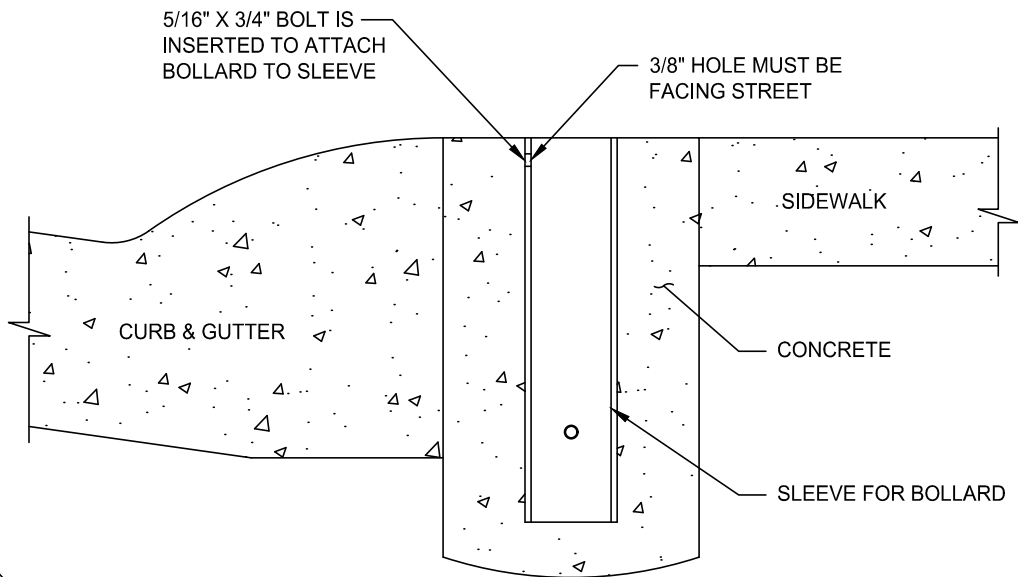 5/16" X 3/4" BOLT IS
INSERTED TO ATTACH
BOLLARD TO SLEEVE
3/8" HOLE MUST BE
FACING STREET
SIDEWALK
CURB & GUTTER
CONCRETE
SLEEVE FOR BOLLARD